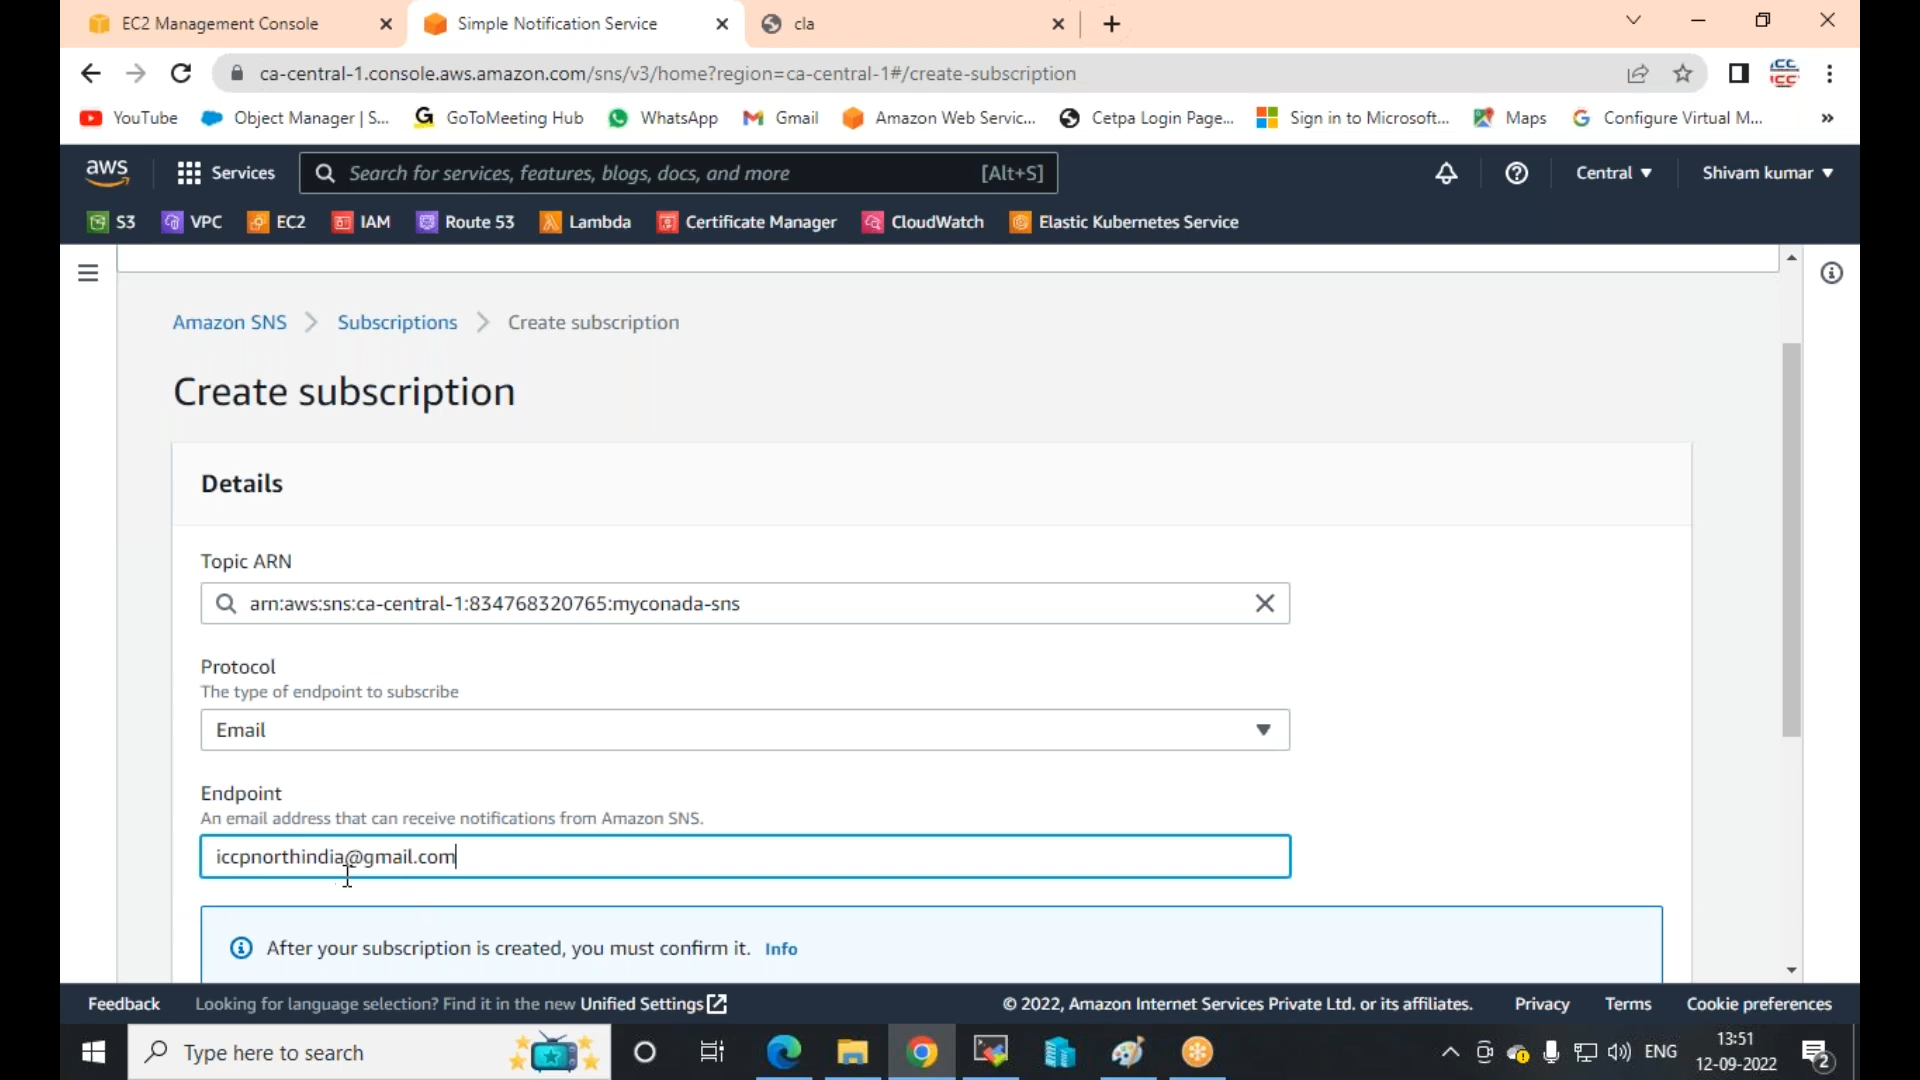 EC2 Management Console
Simple Notification Service
cla
ca-central-1.console.aws.amazon.com/sns/v3/home?region=ca-central-1#/create-subscription
YouTube
Object Manager | S...
GoToMeeting Hub
WhatsApp
Gmail
Amazon Web Servic...
Cetpa Login Page...
Sign in to Microsoft...
Maps
Configure Virtual M...
»
aws
Services
Search for services, features, blogs, docs, and more
[Alt+S]
Central
Shivam kumar
S3
VPC
EC2
IAM
Route 53
Lambda
Certificate Manager
CloudWatch
Elastic Kubernetes Service
Amazon SNS
Subscriptions
Create subscription
Create subscription
Details
Topic ARN
arn:aws:sns:ca-central-1:834768320765:myconada-sns
Protocol
The type of endpoint to subscribe
Email
Endpoint
An email address that can receive notifications from Amazon SNS.
iccpnorthindia@gmail.com
After your subscription is created, you must confirm it. Info
Feedback
Looking for language selection? Find it in the new Unified Settings
© 2022, Amazon Internet Services Private Ltd. or its affiliates.
Privacy
Terms
Cookie preferences
Type here to search
ENG
13:51
12-09-2022
2